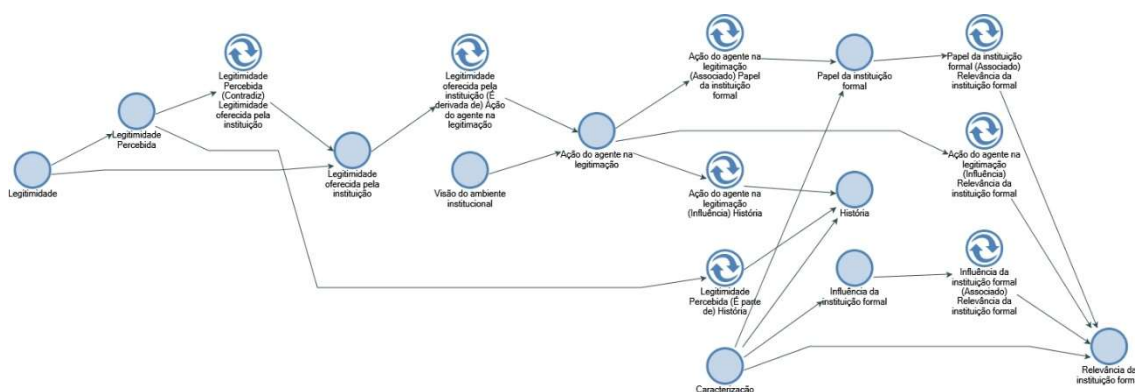 Legitimidade
Legitimidade
Percebida
Legitimidade
Percebida
(Contradiz)
Legitimidade
oferecida pela
instituição
Legitimidade
oferecida pela
instituição
Legitimidade
oferecida pela
instituição (É
derivada de) Ação
do agente na
legitimação
Visão do ambiente
institucional
Ação do agente na
legitimação
Ação do agente na
legitimação
(Associado) Papel
da instituição
formal
Ação do agente na
legitimação
(Influência) História
Legitimidade
Percebida (É parte
de) História
Caracterização
Papel da instituição
formal
História
Influência da
instituição formal
Papel da instituição
formal (Associado)
Relevância da
instituição formal
Ação do agente na
legitimação
(Influência)
Relevância da
instituição formal
Influência da
instituição formal
(Associado)
Relevância da
instituição formal
Relevância da
instituição formal